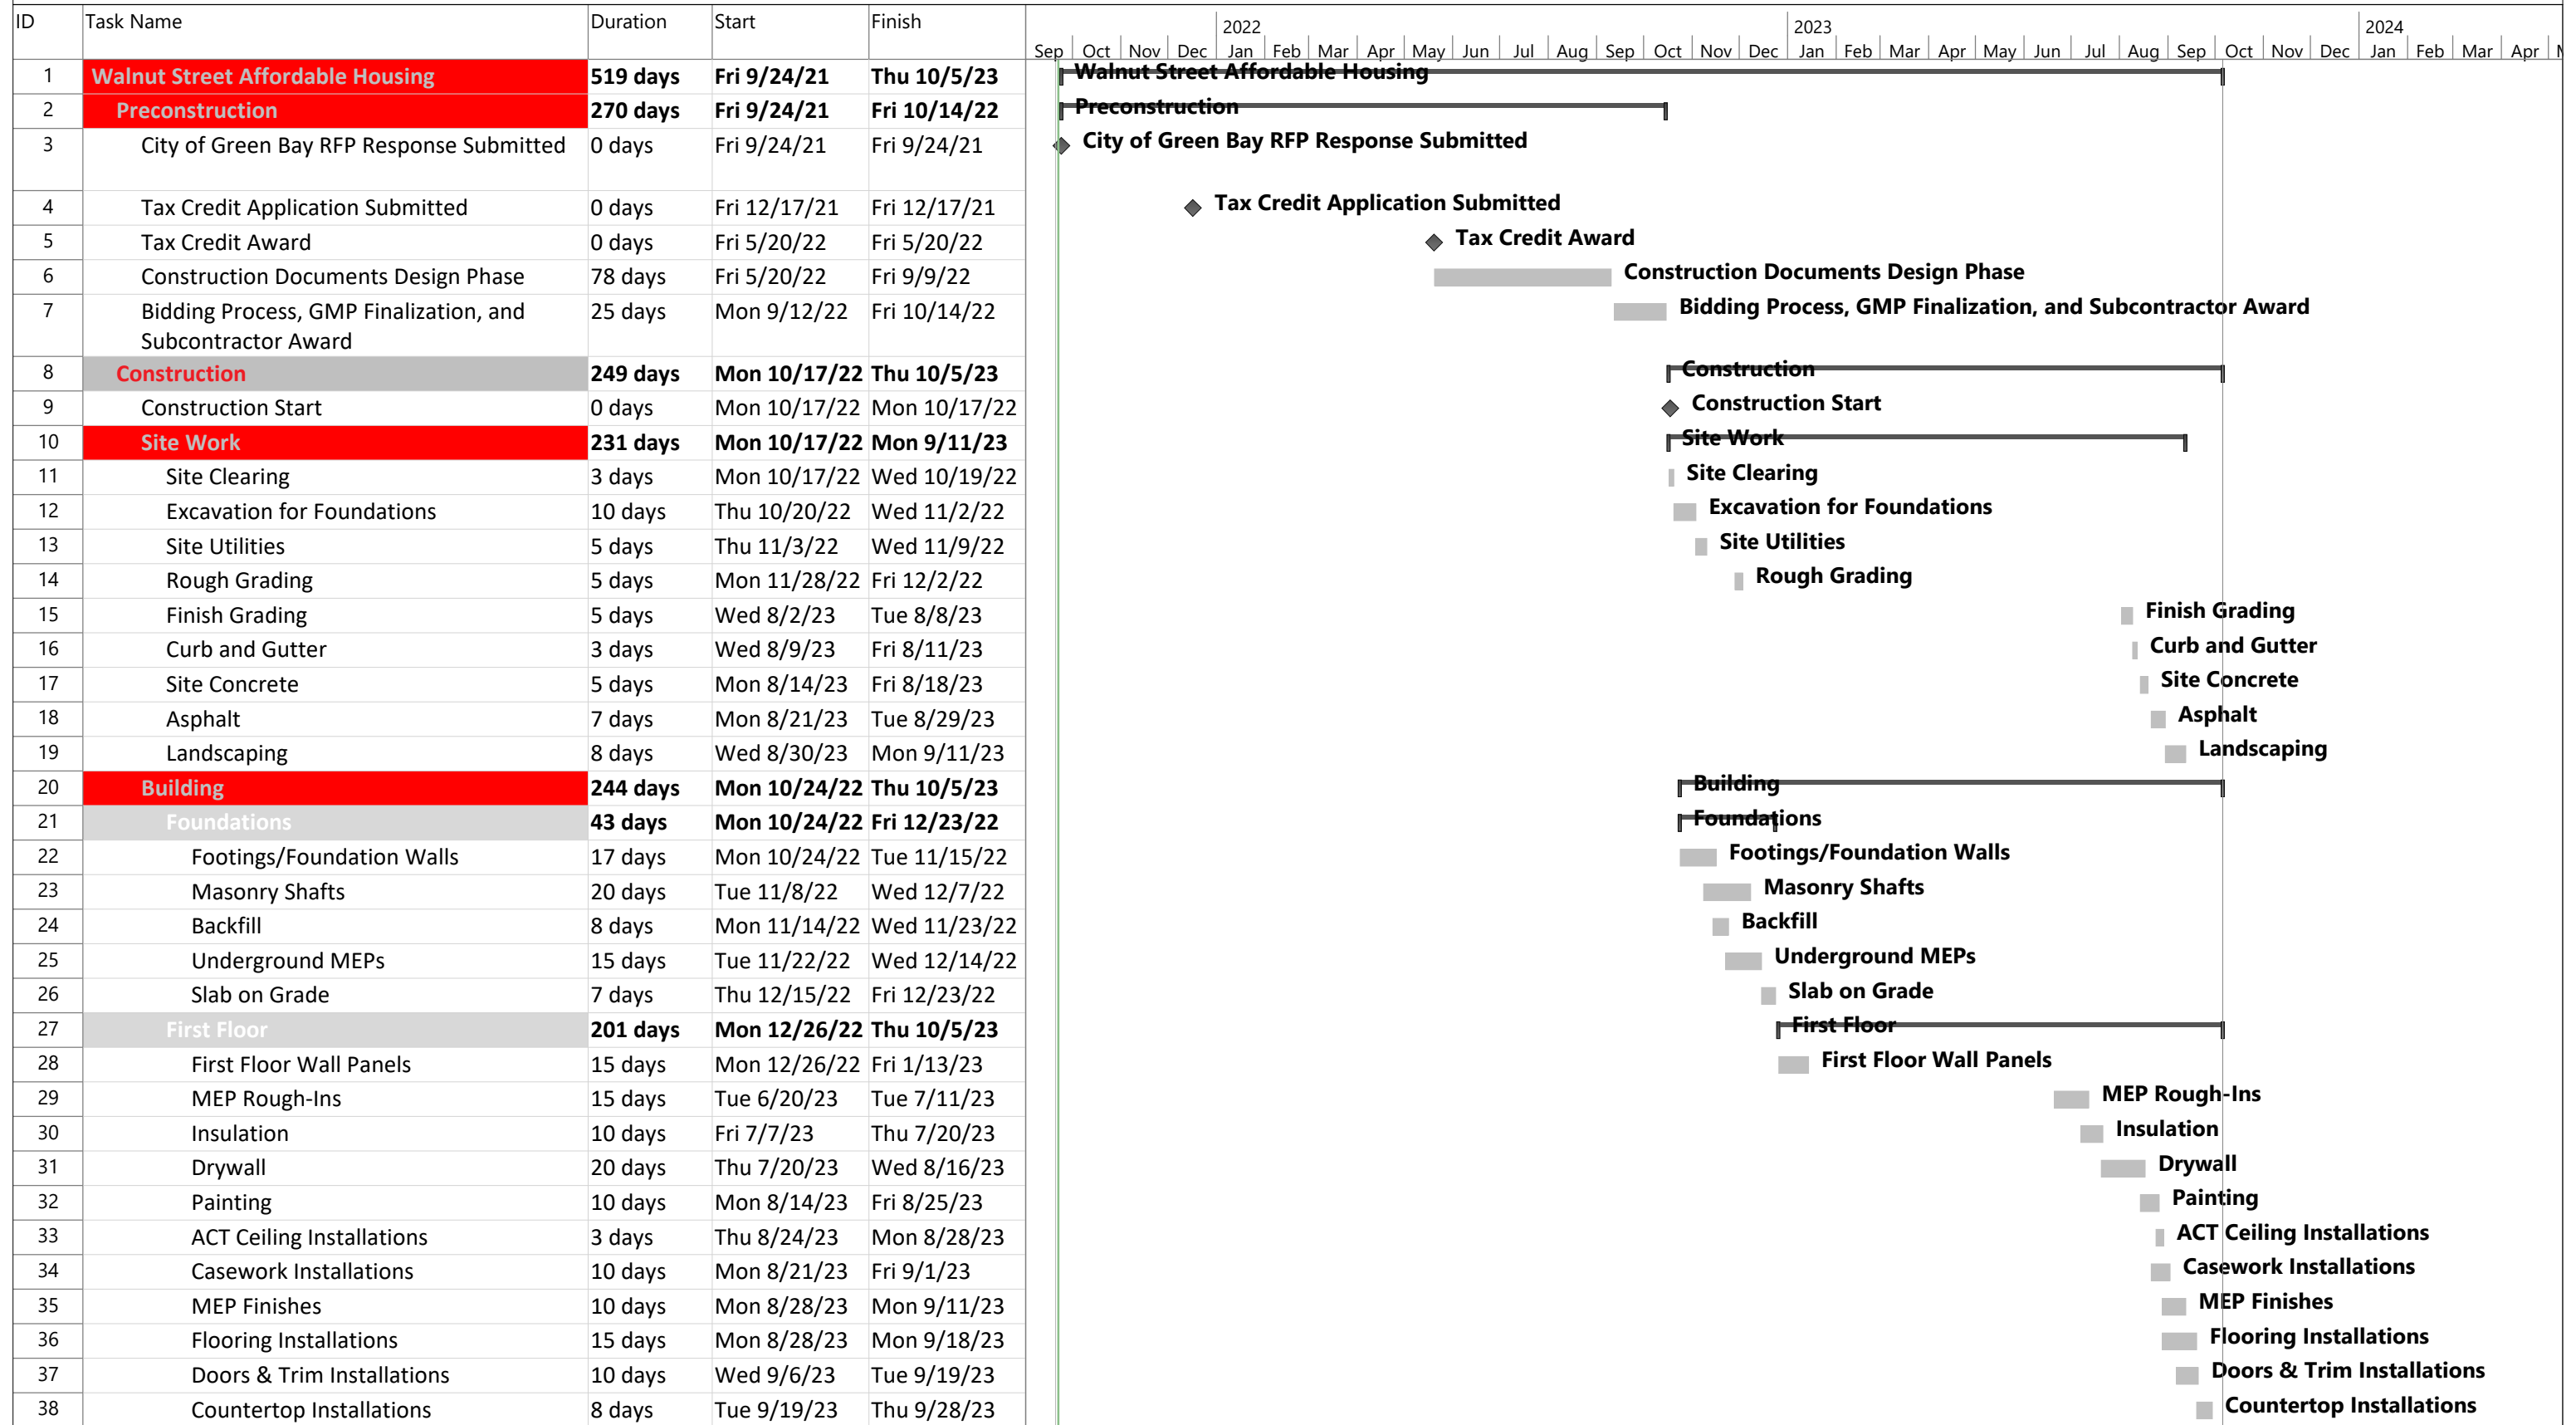 ID Task Name Duration Start Finish
2022 2023 2024
Sep Oct Nov Dec Jan Feb Mar Apr May Jun Jul Aug Sep Oct Nov Dec Jan Feb Mar Apr May Jun Jul Aug Sep Oct Nov Dec Jan Feb Mar Apr
1 Walnut Street Affordable Housing 519 days Fri 9/24/21 Thu 10/5/23 Walnut Street Affordable Housing
2 Preconstruction 270 days Fri 9/24/21 Fri 10/14/22 Preconstruction
3 City of Green Bay RFP Response Submitted 0 days Fri 9/24/21 Fri 9/24/21 City of Green Bay RFP Response Submitted
4 Tax Credit Application Submitted 0 days Fri 12/17/21 Fri 12/17/21 Tax Credit Application Submitted
5 Tax Credit Award 0 days Fri 5/20/22 Fri 5/20/22 Tax Credit Award
6 Construction Documents Design Phase 78 days Fri 5/20/22 Fri 9/9/22 Construction Documents Design Phase
7 Bidding Process, GMP Finalization, and 25 days Mon 9/12/22 Fri 10/14/22 Bidding Process, GMP Finalization, and Subcontractor Award
Subcontractor Award
8 Construction 249 days Mon 10/17/22 Thu 10/5/23 Construction
9 Construction Start 0 days Mon 10/17/22 Mon 10/17/22 Construction Start
10 Site Work 231 days Mon 10/17/22 Mon 9/11/23 Site Work
11 Site Clearing 3 days Mon 10/17/22 Wed 10/19/22 Site Clearing
12 Excavation for Foundations 10 days Thu 10/20/22 Wed 11/2/22 Excavation for Foundations
13 Site Utilities 5 days Thu 11/3/22 Wed 11/9/22 Site Utilities
14 Rough Grading 5 days Mon 11/28/22 Fri 12/2/22 Rough Grading
15 Finish Grading 5 days Wed 8/2/23 Tue 8/8/23 Finish Grading
16 Curb and Gutter 3 days Wed 8/9/23 Fri 8/11/23 Curb and Gutter
17 Site Concrete 5 days Mon 8/14/23 Fri 8/18/23 Site Concrete
18 Asphalt 7 days Mon 8/21/23 Tue 8/29/23 Asphalt
19 Landscaping 8 days Wed 8/30/23 Mon 9/11/23 Landscaping
20 Building 244 days Mon 10/24/22 Thu 10/5/23 Building
21 Foundations 43 days Mon 10/24/22 Fri 12/23/22 Foundations
22 Footings/Foundation Walls 17 days Mon 10/24/22 Tue 11/15/22 Footings/Foundation Walls
23 Masonry Shafts 20 days Tue 11/8/22 Wed 12/7/22 Masonry Shafts
24 Backfill 8 days Mon 11/14/22 Wed 11/23/22 Backfill
25 Underground MEPs 15 days Tue 11/22/22 Wed 12/14/22 Underground MEPs
26 Slab on Grade 7 days Thu 12/15/22 Fri 12/23/22 Slab on Grade
27 First Floor 201 days Mon 12/26/22 Thu 10/5/23 First Floor
28 First Floor Wall Panels 15 days Mon 12/26/22 Fri 1/13/23 First Floor Wall Panels
29 MEP Rough-Ins 15 days Tue 6/20/23 Tue 7/11/23 MEP Rough-Ins
30 Insulation 10 days Fri 7/7/23 Thu 7/20/23 Insulation
31 Drywall 20 days Thu 7/20/23 Wed 8/16/23 Drywall
32 Painting 10 days Mon 8/14/23 Fri 8/25/23 Painting
33 ACT Ceiling Installations 3 days Thu 8/24/23 Mon 8/28/23 ACT Ceiling Installations
34 Casework Installations 10 days Mon 8/21/23 Fri 9/1/23 Casework Installations
35 MEP Finishes 10 days Mon 8/28/23 Mon 9/11/23 MEP Finishes
36 Flooring Installations 15 days Mon 8/28/23 Mon 9/18/23 Flooring Installations
37 Doors & Trim Installations 10 days Wed 9/6/23 Tue 9/19/23 Doors & Trim Installations
38 Countertop Installations 8 days Tue 9/19/23 Thu 9/28/23 Countertop Installations